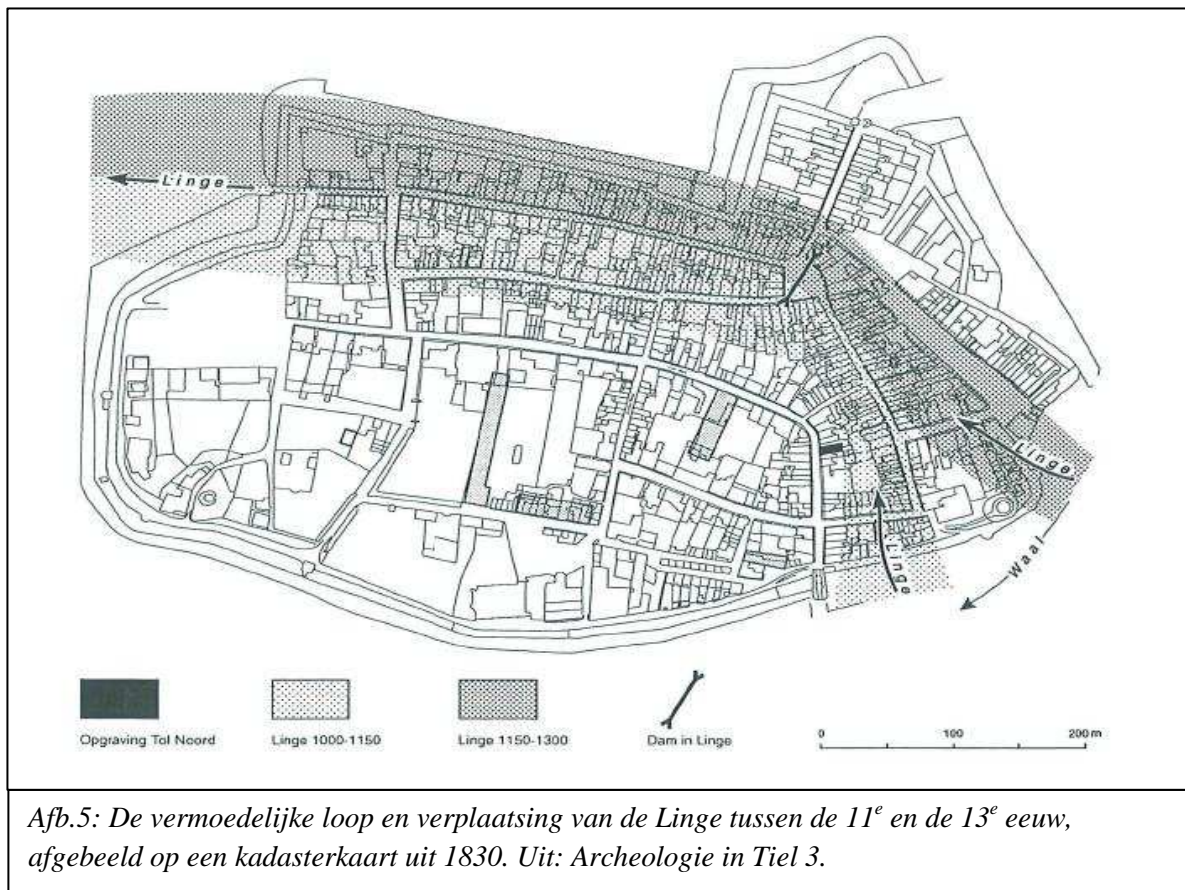 Linge
Linge
Linge
Waal
Opgraving Tol Noord
Linge 1000-1150
Linge 1150-1300
Dam in Linge
0 100 200 m
Afb.5: De vermoedelijke loop en verplaatsing van de Linge tussen de 11e en de 13e eeuw,
afgebeeld op een kadasterkaart uit 1830. Uit: Archeologie in Tiel 3.